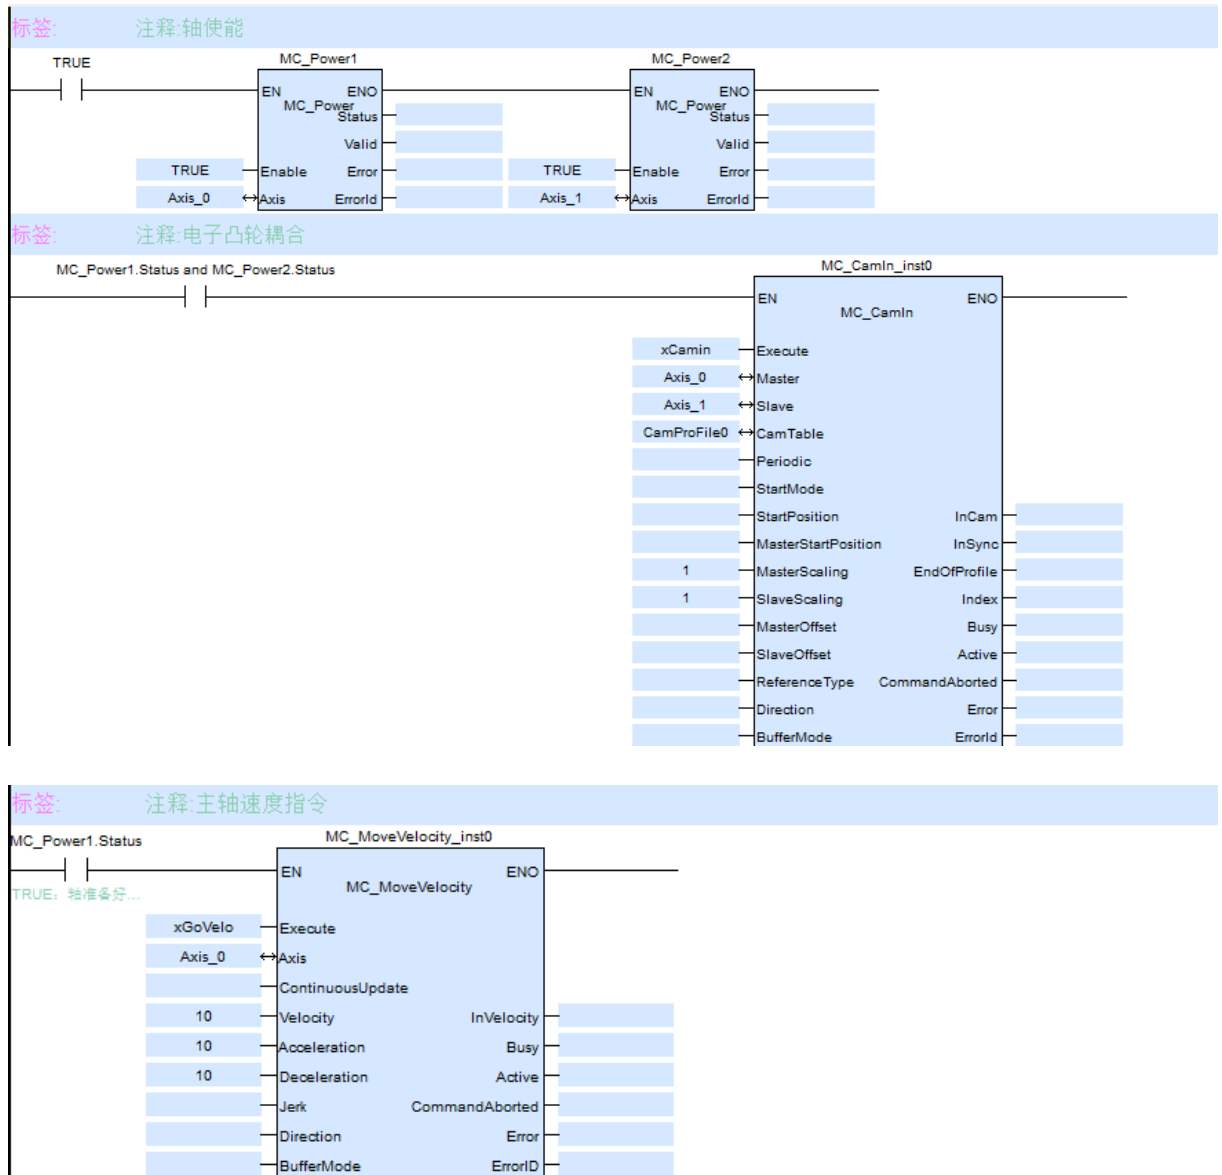 标签: 注释:轴使能
TRUE MC_Power1 MC_Power2
EN ENO EN ENO
MC_Power MC_Power
Status Status
Valid Valid
TRUE Enable Error TRUE Enable Error
Axis_0 Axis ErrorId Axis_1 Axis ErrorId
标签: 注释:电子凸轮耦合
MC_Power1.Status and MC_Power2.Status MC_CamIn_inst0
EN ENO
MC_CamIn
xCamin Execute
Axis_0 Master
Axis_1 Slave
CamProFile0 CamTable
Periodic
StartMode
StartPosition InCam
MasterStartPosition InSync
1 MasterScaling EndOfProfile
1 SlaveScaling Index
MasterOffset Busy
SlaveOffset Active
ReferenceType CommandAborted
Direction Error
BufferMode ErrorId
标签: 注释:主轴速度指令
MC_Power1.Status MC_MoveVelocity_inst0
EN ENO
MC_MoveVelocity
TRUE：轴准备好...
xGoVelo Execute
Axis_0 Axis
ContinuousUpdate
10 Velocity InVelocity
10 Acceleration Busy
10 Deceleration Active
Jerk CommandAborted
Direction Error
BufferMode ErrorID